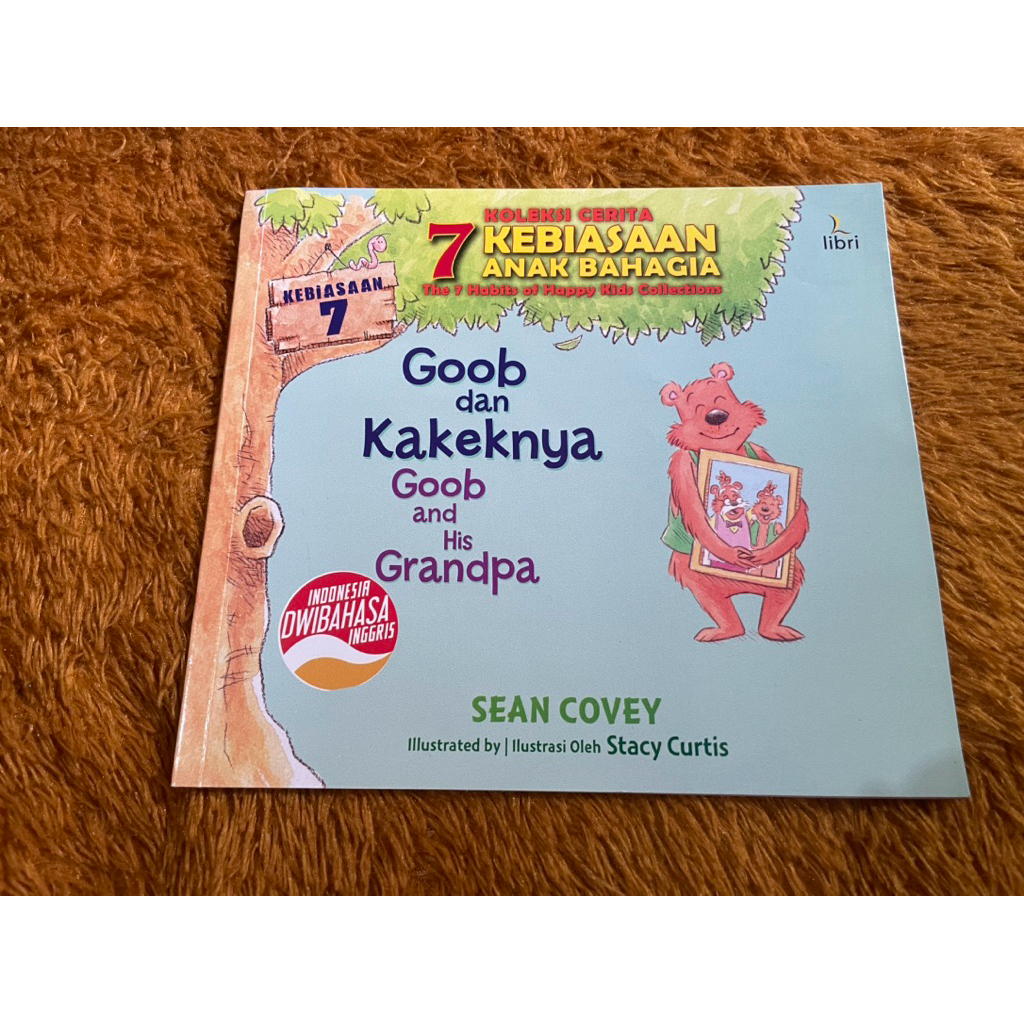 KOLEKSI CERITA
7 KEBIASAAN
ANAK BAHAGIA
The 7 Habits of Happy Kids Collections
libri
KEBIASAAN
7
Goob
dan
Kakeknya
Goob
and
His
Grandpa
INDONESIA
DWIBAHASA
INGGRIS
SEAN COVEY
Illustrated by | Ilustrasi Oleh Stacy Curtis